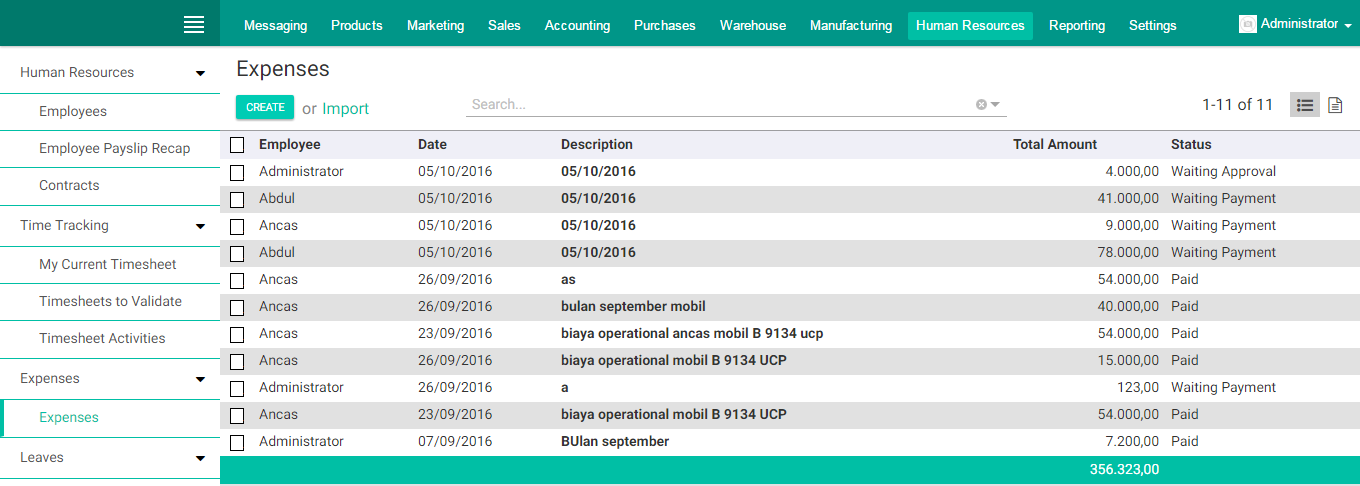 Messaging Products Marketing Sales Accounting Purchases Warehouse Manufacturing Human Resources Reporting Settings Administrator
Human Resources
Employees
Employee Payslip Recap
Contracts
Time Tracking
My Current Timesheet
Timesheets to Validate
Timesheet Activities
Expenses
Expenses
Leaves
Expenses
CREATE or Import Search... 1-11 of 11
Employee Date Description Total Amount Status
Administrator 05/10/2016 05/10/2016 4.000,00 Waiting Approval
Abdul 05/10/2016 05/10/2016 41.000,00 Waiting Payment
Ancas 05/10/2016 05/10/2016 9.000,00 Waiting Payment
Abdul 05/10/2016 05/10/2016 78.000,00 Waiting Payment
Ancas 26/09/2016 as 54.000,00 Paid
Ancas 26/09/2016 bulan september mobil 40.000,00 Paid
Ancas 23/09/2016 biaya operational ancas mobil B 9134 ucp 54.000,00 Paid
Ancas 26/09/2016 biaya operational mobil B 9134 UCP 15.000,00 Paid
Administrator 26/09/2016 a 123,00 Waiting Payment
Ancas 23/09/2016 biaya operational mobil B 9134 UCP 54.000,00 Paid
Administrator 07/09/2016 BUlan september 7.200,00 Paid
356.323,00